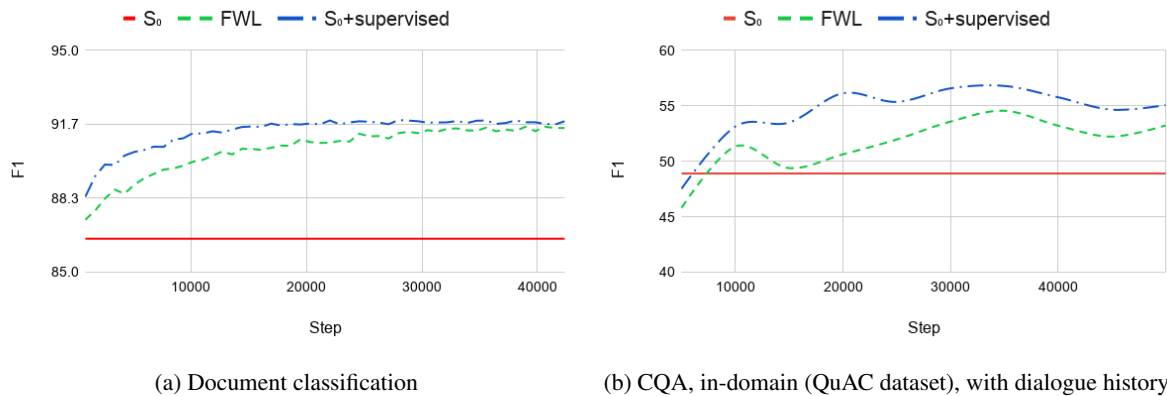 S₀ FWL S₀+supervised
95.0
91.7
88.3
85.0
F1
10000 20000 30000 40000
Step
(a) Document classification
S₀ FWL S₀+supervised
60
55
50
45
40
F1
10000 20000 30000 40000
Step
(b) CQA, in-domain (QuAC dataset), with dialogue history